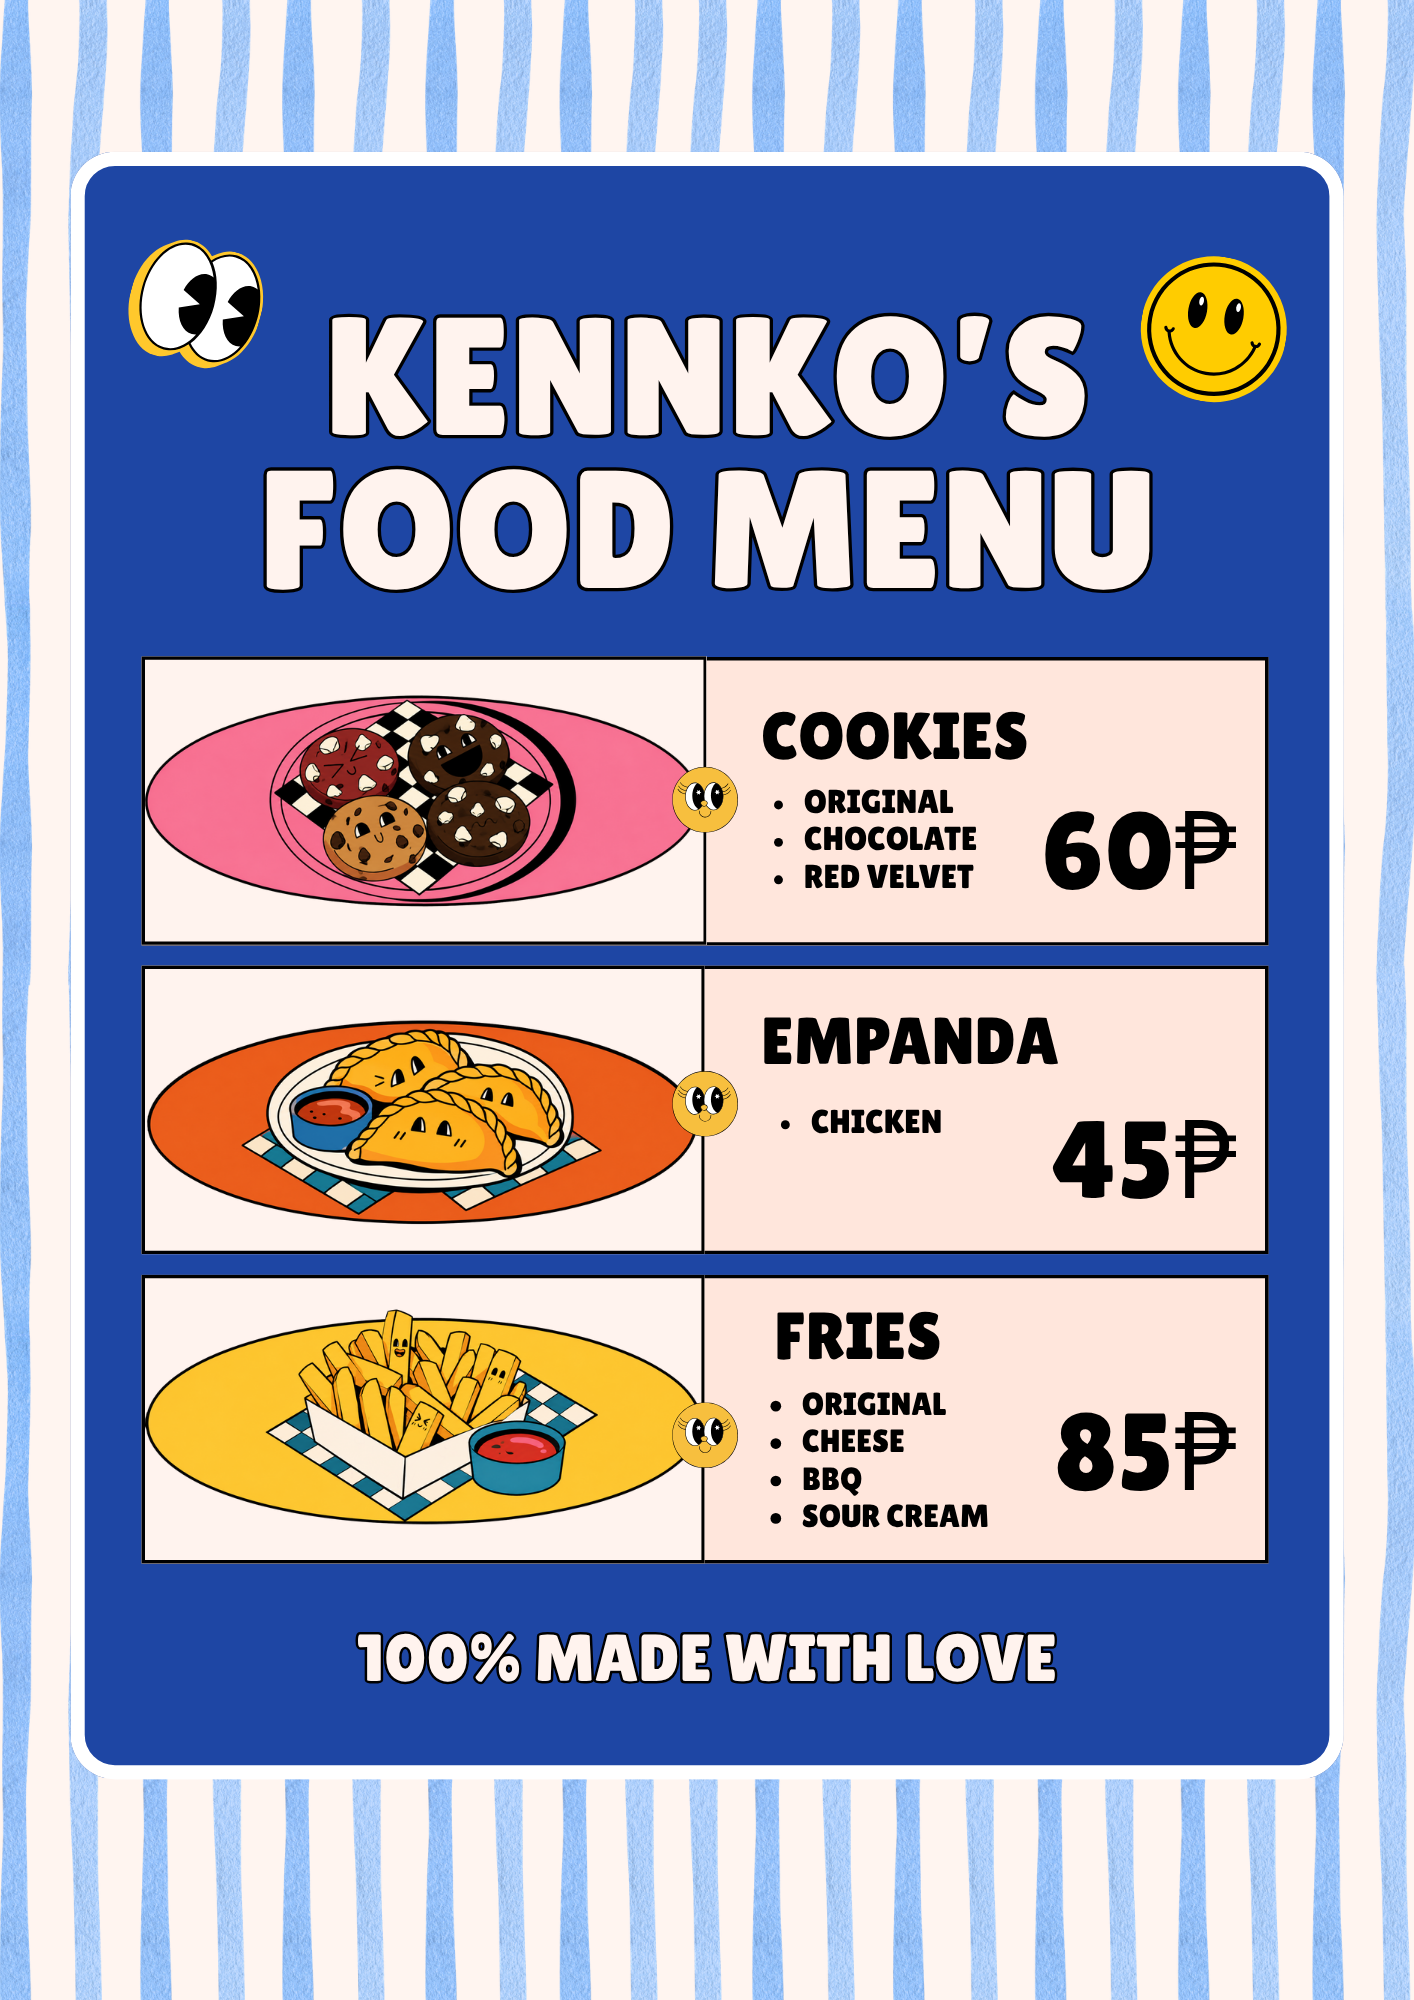 KENNKO'S
FOOD MENU
COOKIES
• ORIGINAL
• CHOCOLATE
• RED VELVET
60₱
EMPANDA
• CHICKEN
45₱
FRIES
• ORIGINAL
• CHEESE
• BBQ
• SOUR CREAM
85₱
100% MADE WITH LOVE